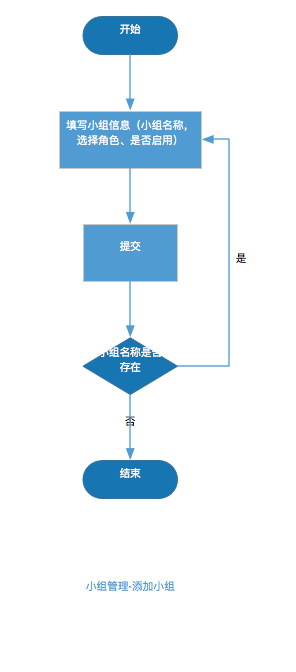 开始
填写小组信息（小组名称，
选择角色、是否启用）
提交
是
小组名称是否
存在
否
结束
小组管理-添加小组